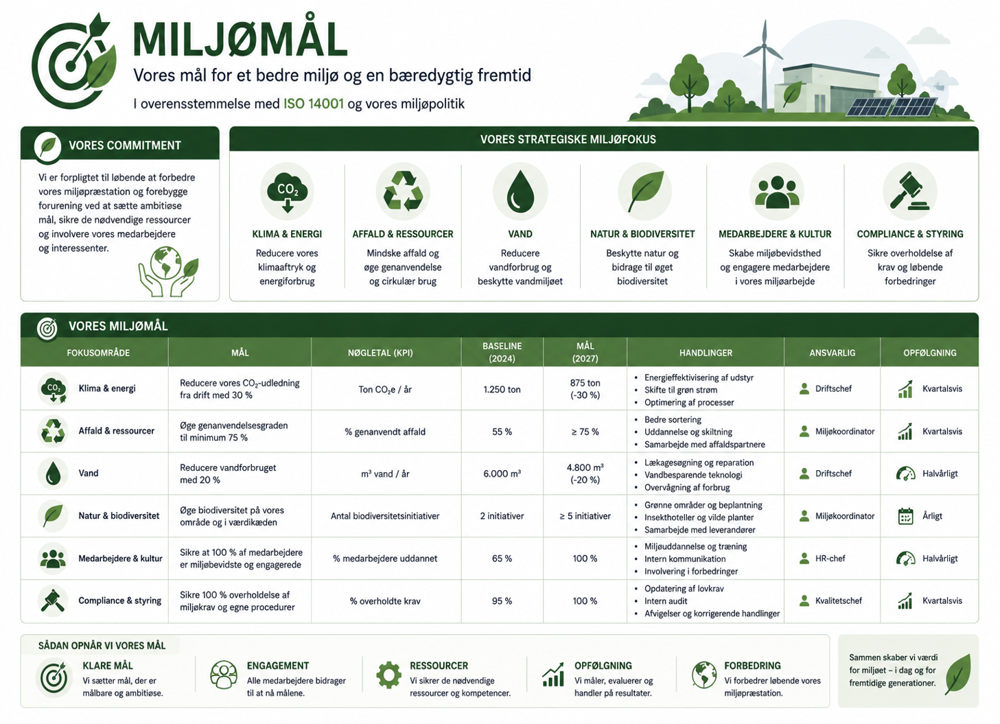 MILJØMÅL
Vores mål for et bedre miljø og en bæredygtig fremtid
I overensstemmelse med ISO 14001 og vores miljøpolitik
VORES COMMITMENT
Vi er forpligtet til løbende at forbedre
vores miljøpræstation og forebygge
forurening ved at sætte ambitiøse
mål, sikre de nødvendige ressourcer
og involvere vores medarbejdere
og interessenter.
VORES STRATEGISKE MILJØFOKUS
CO₂
KLIMA & ENERGI
Reducere vores
klimaaftryk og
energiforbrug
AFFALD & RESSOURCER
Mindske affald og
øge genanvendelse
og cirkulær brug
VAND
Reducere
vandforbrug og
beskytte vandmiljøet
NATUR & BIODIVERSITET
Beskytte natur og
bidrage til øget
biodiversitet
MEDARBEJDERE & KULTUR
Skabe miljøbevidsthed
og engagere medarbejdere
i vores miljøarbejde
COMPLIANCE & STYRING
Sikre overholdelse af
krav og løbende
forbedringer
VORES MILJØMÅL
FOKUSOMRÅDE
MÅL
NØGLETAL (KPI)
BASELINE
(2024)
MÅL
(2027)
HANDLINGER
ANSVARLIG
OPFØLGNING
CO₂
Klima & energi
Reducere vores CO₂-udledning
fra drift med 30 %
Ton CO₂e / år
1.250 ton
875 ton
(-30 %)
• Energieffektivisering af udstyr
• Skifte til grøn strøm
• Optimering af processer
Driftschef
Kvartalsvis
Affald & ressourcer
Øge genanvendelsesgraden
til minimum 75 %
% genanvendt affald
55 %
≥ 75 %
• Bedre sortering
• Uddannelse og skiltning
• Samarbejde med affaldspartnere
Miljøkoordinator
Kvartalsvis
Vand
Reducere vandforbruget
med 20 %
m³ vand / år
6.000 m³
4.800 m³
(-20 %)
• Lækagesøgning og reparation
• Vandbesparende teknologi
• Overvågning af forbrug
Driftschef
Halvårligt
Natur & biodiversitet
Øge biodiversitet på vores
område og i værdikæden
Antal biodiversitetsinitiativer
2 initiativer
≥ 5 initiativer
• Grønne områder og beplantning
• Insekthoteller og vilde planter
• Samarbejde med leverandører
Miljøkoordinator
Årligt
Medarbejdere & kultur
Sikre at 100 % af medarbejdere
er miljøbevidste og engagerede
% medarbejdere uddannet
65 %
100 %
• Miljøuddannelse og træning
• Intern kommunikation
• Involvering i forbedringer
HR-chef
Halvårligt
Compliance & styring
Sikre 100 % overholdelse af
miljøkrav og egne procedurer
% overholdte krav
95 %
100 %
• Opdatering af lovkrav
• Intern audit
• Afvigelser og korrigerende handlinger
Kvalitetschef
Kvartalsvis
SÅDAN OPNÅR VI VORES MÅL
KLARE MÅL
Vi sætter mål, der er
målbare og ambitiøse.
ENGAGEMENT
Alle medarbejdere bidrager
til at nå målene.
RESSOURCER
Vi sikrer de nødvendige
ressourcer og kompetencer.
OPFØLGNING
Vi måler, evaluerer og
handler på resultater.
FORBEDRING
Vi forbedrer løbende vores
miljøpræstation.
Sammen skaber vi værdi
for miljøet – i dag og for
fremtidige generationer.